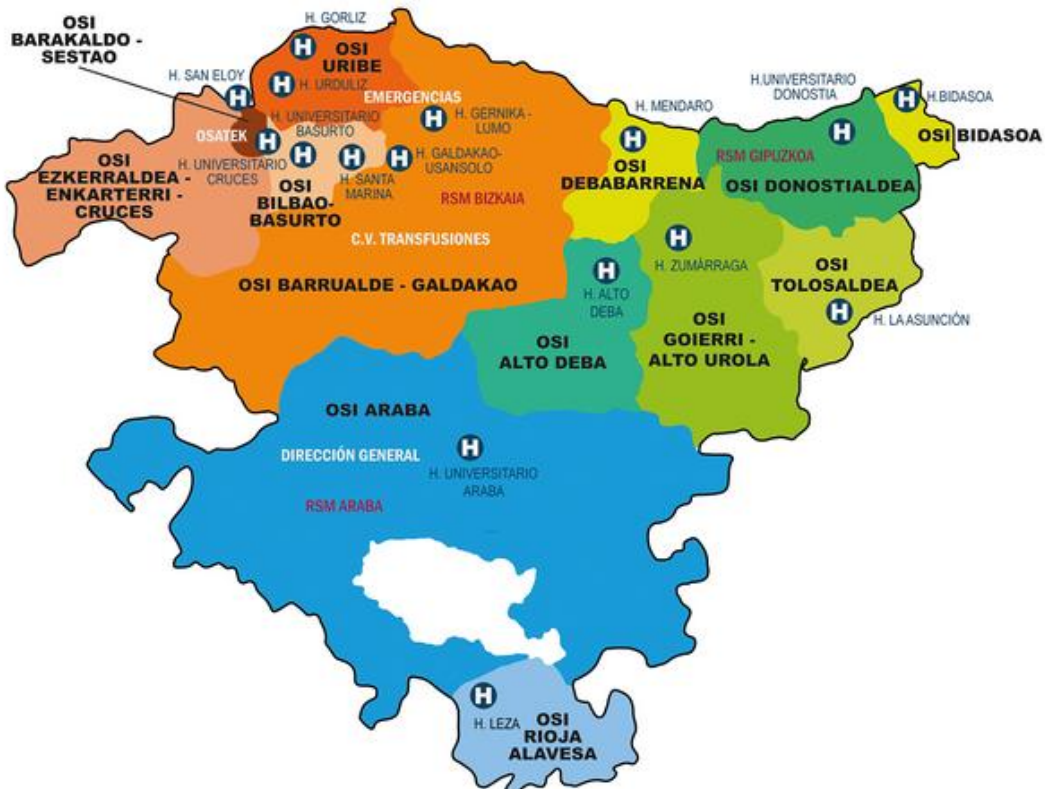 OSI
BARAKALDO -
SESTAO
H. GORLIZ
H
OSI
URIBE
H. SAN ELOY
H
H
H. URDULIZ
EMERGENCIAS
H. UNIVERSITARIO
BASURTO
H
H. GERNIKA -
LUMO
OSATEK
H
H. UNIVERSITARIO
CRUCES
H
H
H. SANTA
MARINA
H
H. GALDAKAO-
USANSOLO
OSI
EZKERRALDEA -
ENKARTERRI -
CRUCES
OSI
BILBAO-
BASURTO
RSM BIZKAIA
C.V. TRANSFUSIONES
OSI BARRUALDE - GALDAKAO
H. MENDARO
H
OSI
DEBABARRENA
H.UNIVERSITARIO
DONOSTIA
H
RSM GIPUZKOA
OSI DONOSTIALDEA
H
H.BIDASOA
OSI BIDASOA
H
H. ZUMÀRRAGA
H
H. ALTO
DEBA
OSI
TOLOSALDEA
H
H. LA ASUNCIÓN
OSI
ALTO DEBA
OSI
GOIERRI -
ALTO UROLA
OSI ARABA
DIRECCIÓN GENERAL
H
H. UNIVERSITARIO
ARABA
RSM ARABA
H
H. LEZA
OSI
RIOJA
ALAVESA